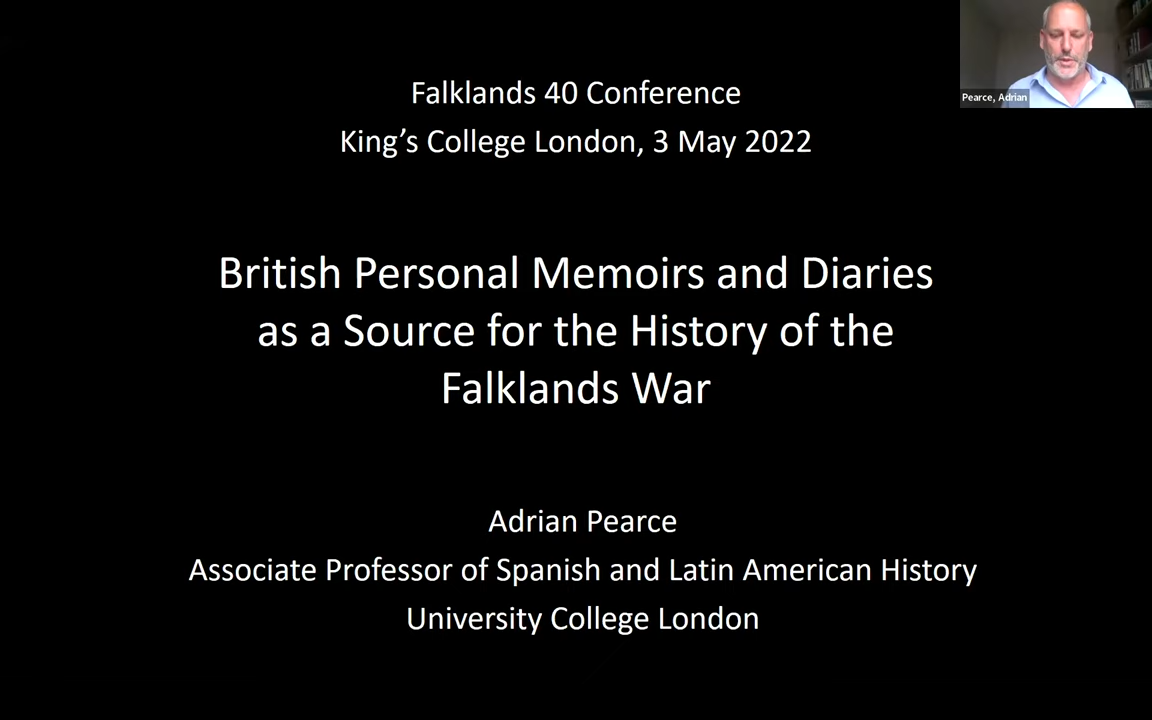 Falklands 40 Conference
King's College London, 3 May 2022
British Personal Memoirs and Diaries
as a Source for the History of the
Falklands War
Adrian Pearce
Associate Professor of Spanish and Latin American History
University College London
Pearce, Adrian